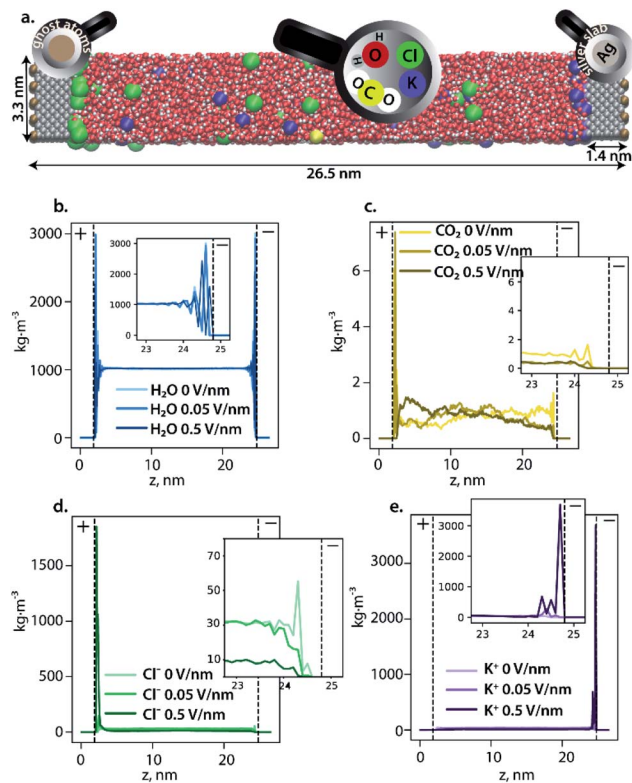 a.
ghost atoms
silver slab
Ag
H
H
O
Cl
O
C
O
K
3.3 nm
1.4 nm
26.5 nm
b.
c.
+
−
3000
2000
1000
0
kg·m⁻³
3000
2000
1000
0
23
24
25
−
H₂O 0 V/nm
H₂O 0.05 V/nm
H₂O 0.5 V/nm
0
10
20
z, nm
+
−
CO₂ 0 V/nm
CO₂ 0.05 V/nm
CO₂ 0.5 V/nm
6
4
2
0
kg·m⁻³
6
4
2
0
23
24
25
−
0
10
20
z, nm
d.
e.
+
−
1500
1000
500
0
kg·m⁻³
70
50
30
10
23
24
25
−
Cl⁻ 0 V/nm
Cl⁻ 0.05 V/nm
Cl⁻ 0.5 V/nm
0
10
20
z, nm
+
−
3000
2000
1000
0
kg·m⁻³
3000
2000
1000
0
23
24
25
−
K⁺ 0 V/nm
K⁺ 0.05 V/nm
K⁺ 0.5 V/nm
0
10
20
z, nm